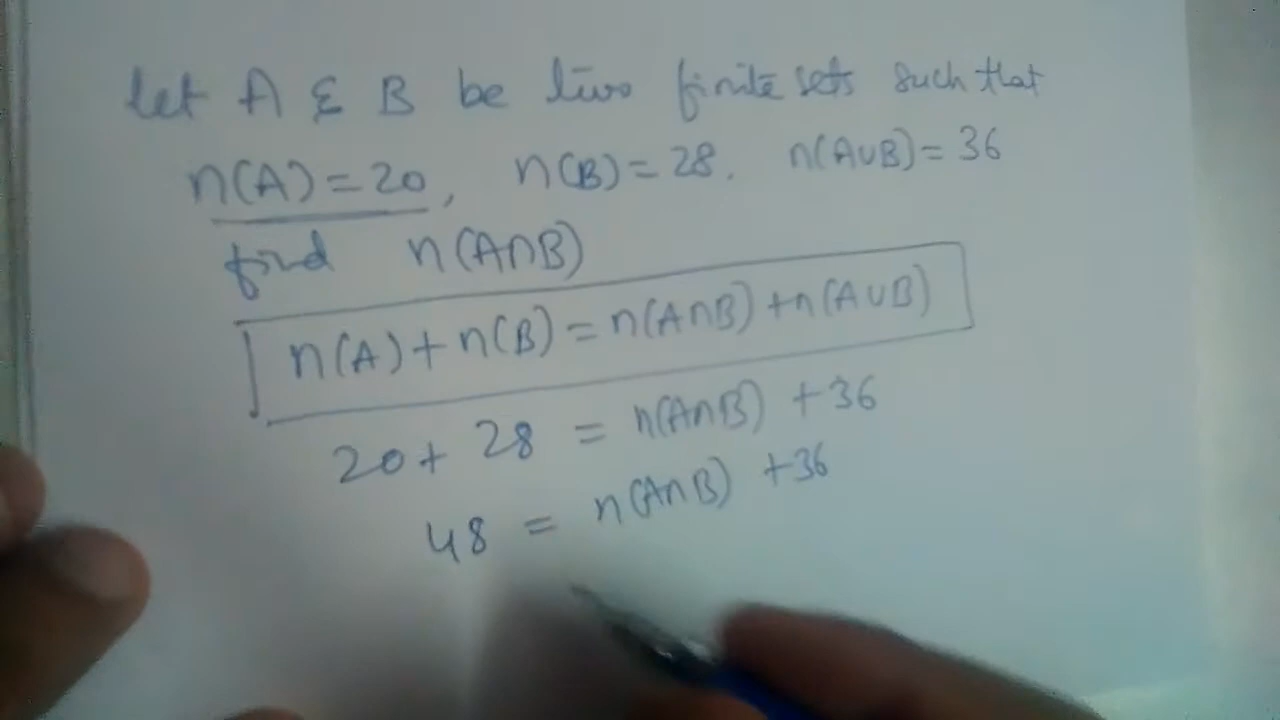 let A & B be two finite sets such that
n(A) = 20, n(B) = 28. n(A∪B) = 36
find n(A∩B)
n(A) + n(B) = n(A∩B) + n(A∪B)
20 + 28 = n(A∩B) + 36
48 = n(A∩B) + 36